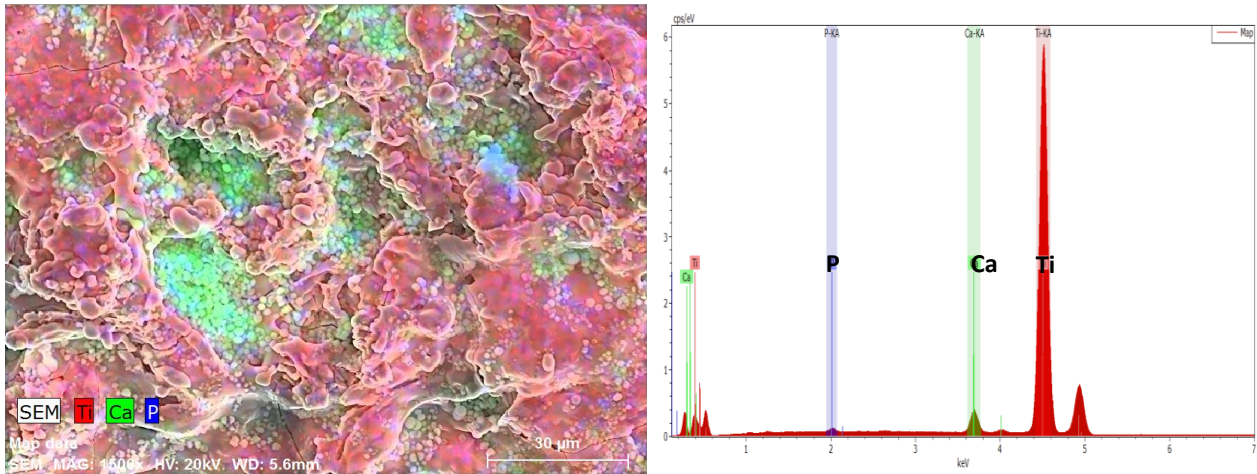 SEM Ti Ca P
Map data
SEM MAG: 1500x HV: 20kV WD: 5.6mm
30 µm
cps/eV
P-KA Ca-KA Ti-KA
Map
6
5
4
3
2
1
0
Ti
Ca
P
Ca
Ti
1 2 3 4 5 6
keV